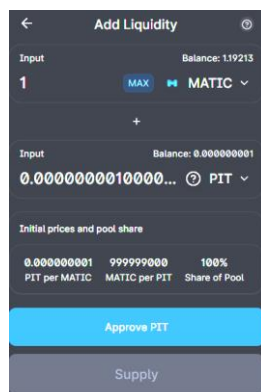 Add Liquidity
Input Balance: 1.19213
1 MAX MATIC
+
Input Balance: 0.000000001
0.0000000010000... PIT
Initial prices and pool share
0.000000001 999999000 100%
PIT per MATIC MATIC per PIT Share of Pool
Approve PIT
Supply